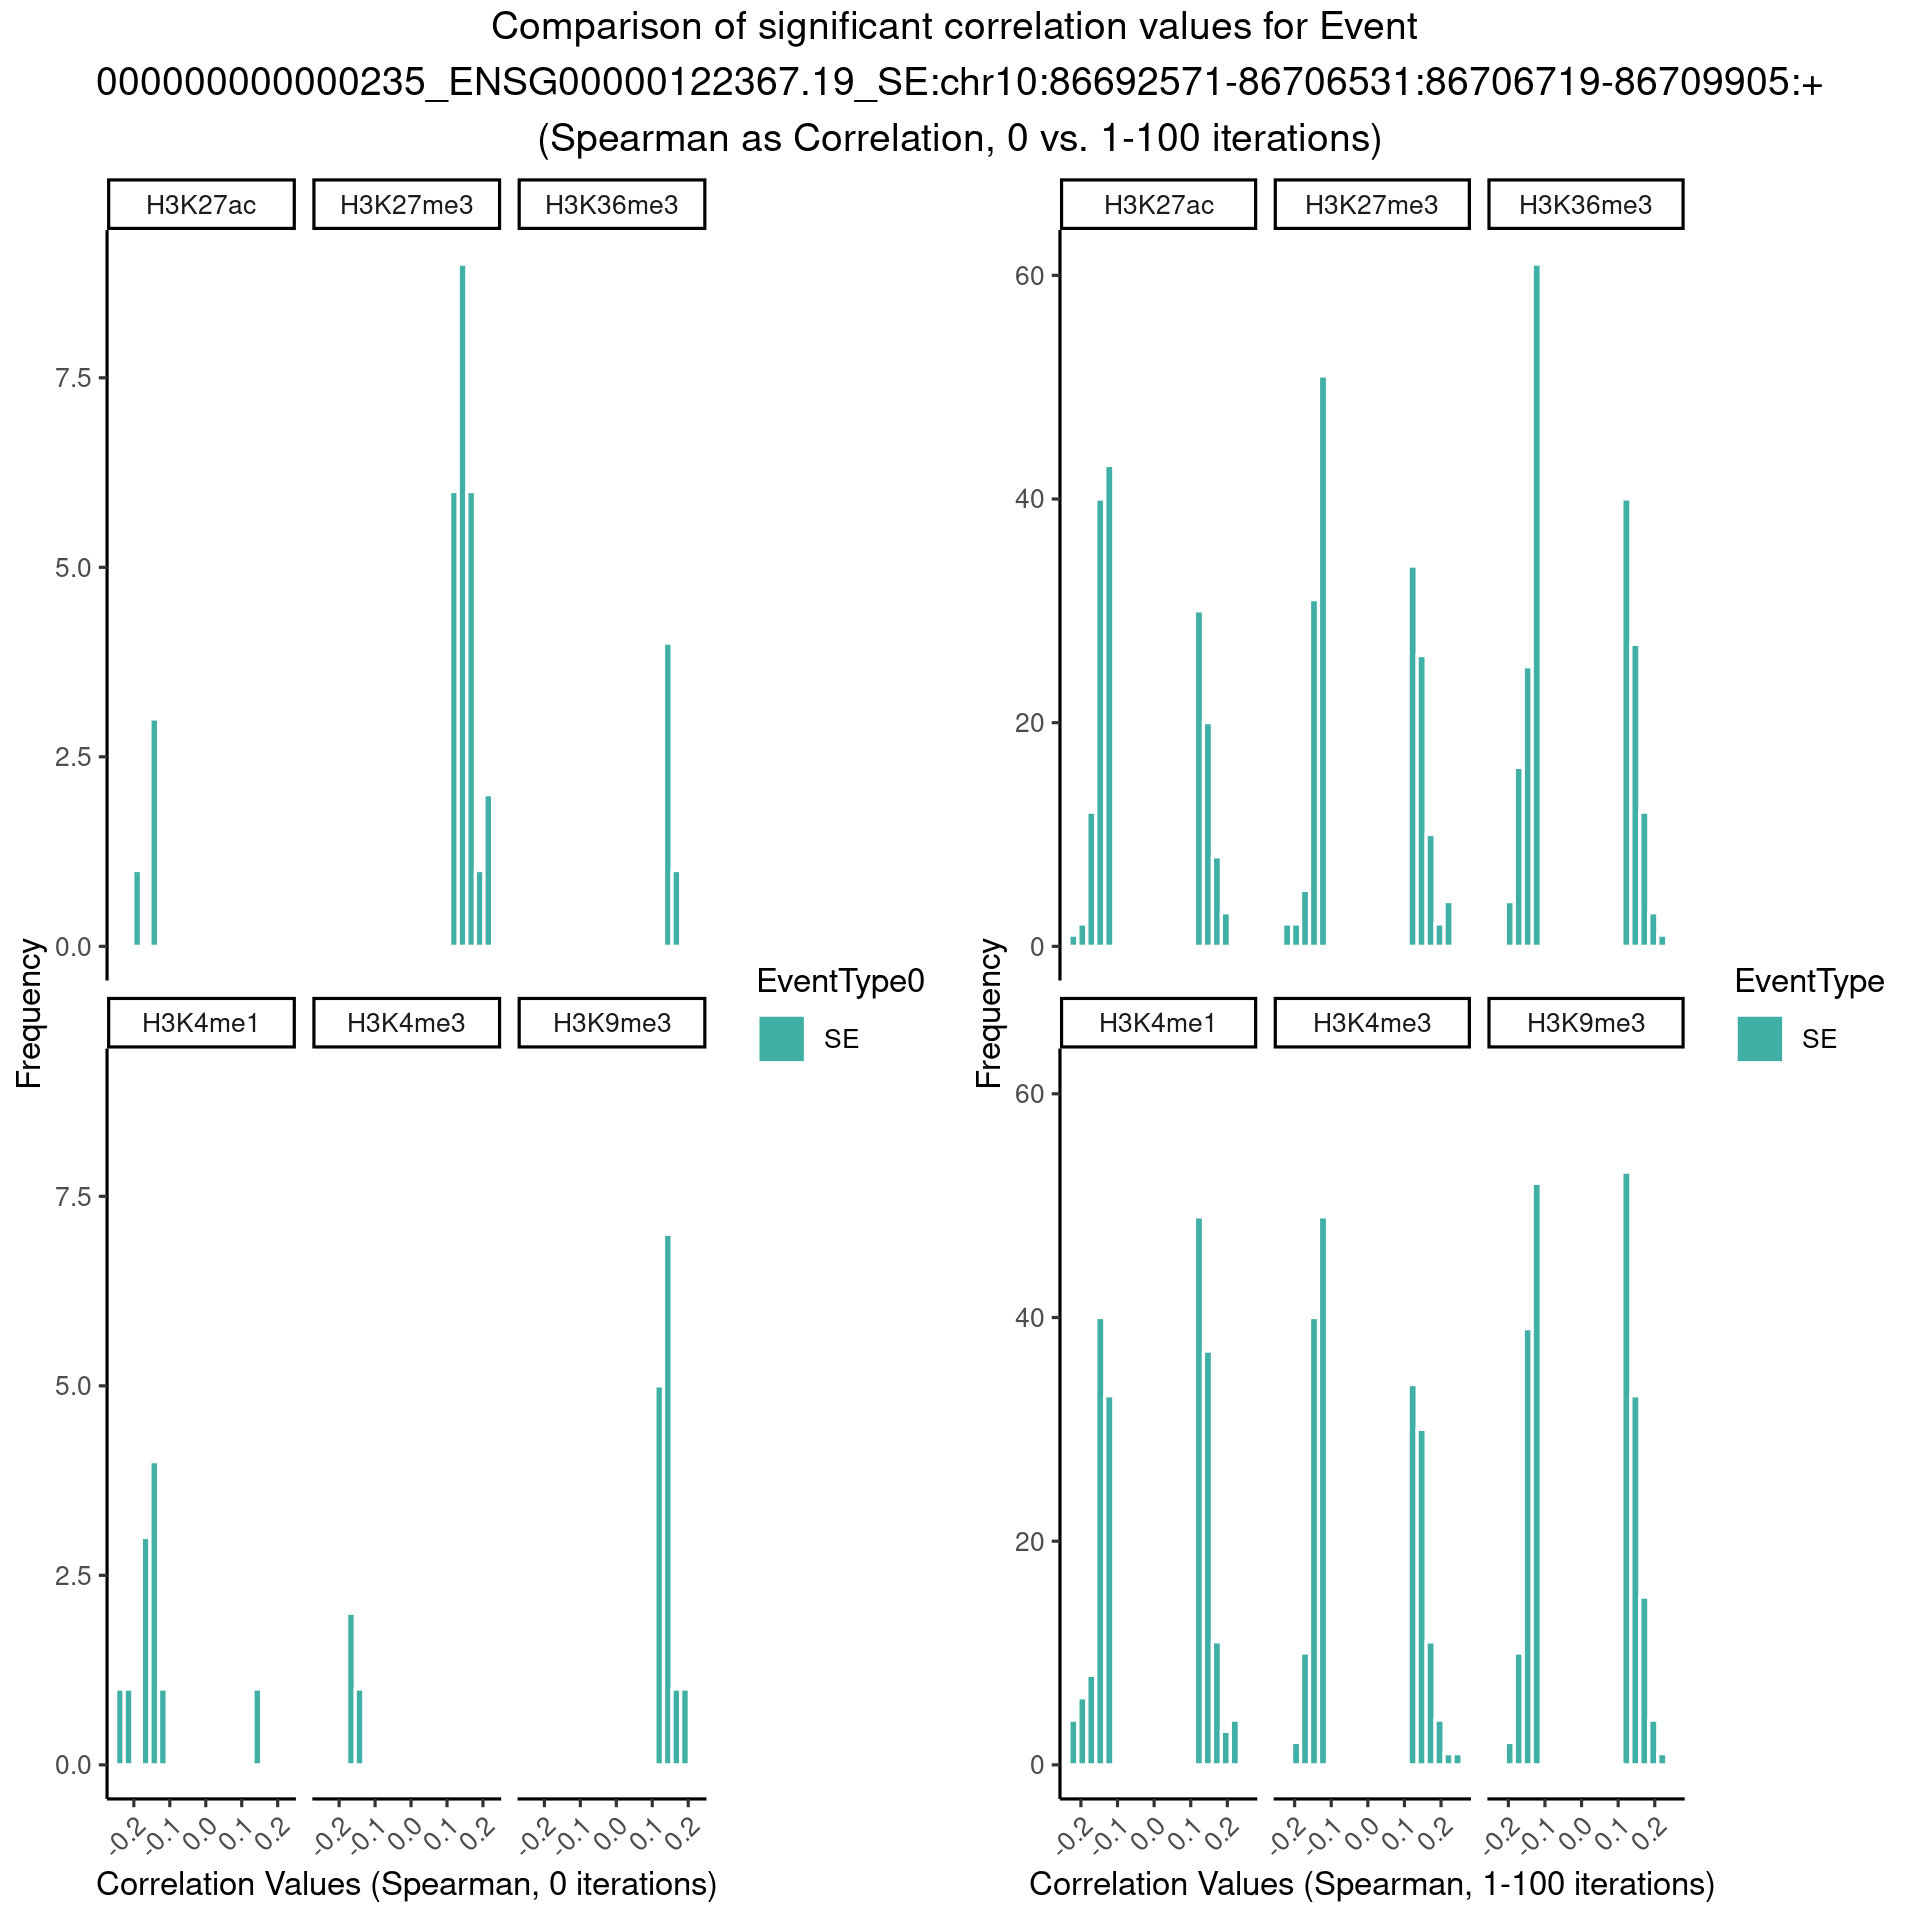 Comparison of significant correlation values for Event
000000000000235_ENSG00000122367.19_SE:chr10:86692571-86706531:86706719-86709905:+
(Spearman as Correlation, 0 vs. 1-100 iterations)
H3K27ac H3K27me3 H3K36me3
7.5
5.0
2.5
0.0
H3K4me1 H3K4me3 H3K9me3
7.5
5.0
2.5
0.0
-0.2 -0.1 0.0 0.1 0.2 -0.2 -0.1 0.0 0.1 0.2 -0.2 -0.1 0.0 0.1 0.2
Frequency
Correlation Values (Spearman, 0 iterations)
EventType0
SE
H3K27ac H3K27me3 H3K36me3
60
40
20
0
H3K4me1 H3K4me3 H3K9me3
60
40
20
0
-0.2 -0.1 0.0 0.1 0.2 -0.2 -0.1 0.0 0.1 0.2 -0.2 -0.1 0.0 0.1 0.2
Frequency
Correlation Values (Spearman, 1-100 iterations)
EventType
SE